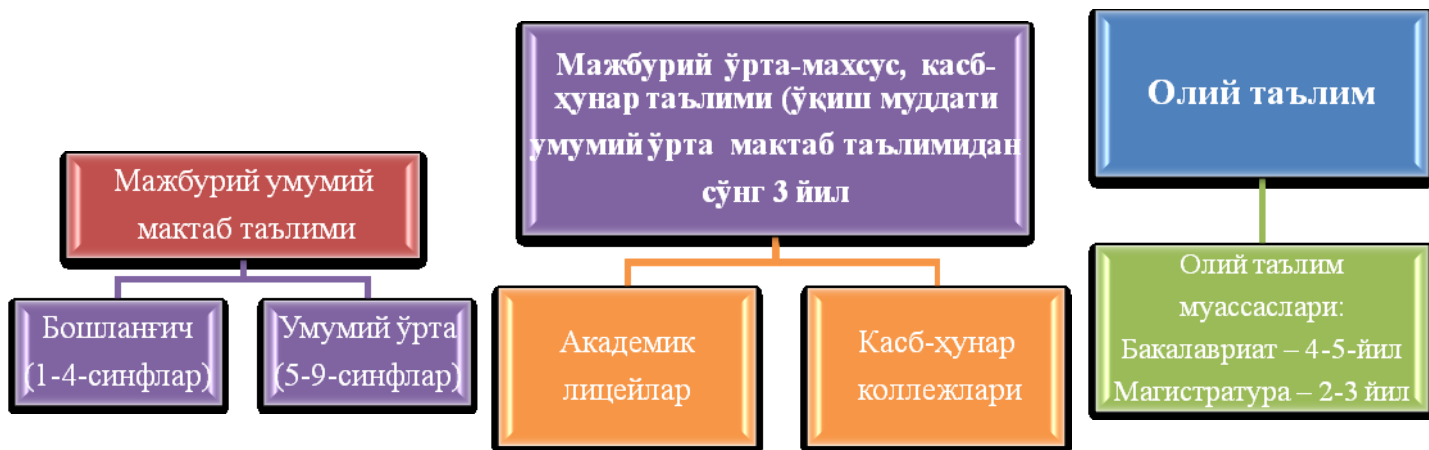 Мажбурий умумий
мактаб таълими
Бошланғич
(1-4-синфлар)
Умумий ўрта
(5-9-синфлар)
Мажбурий ўрта-махсус, касб-
ҳунар таълими (ўқиш муддати
умумий ўрта мактаб таълимидан
сўнг 3 йил
Академик
лицейлар
Касб-ҳунар
коллежлари
Олий таълим
Олий таълим
муассаслари:
Бакалавриат – 4-5-йил
Магистратура – 2-3 йил